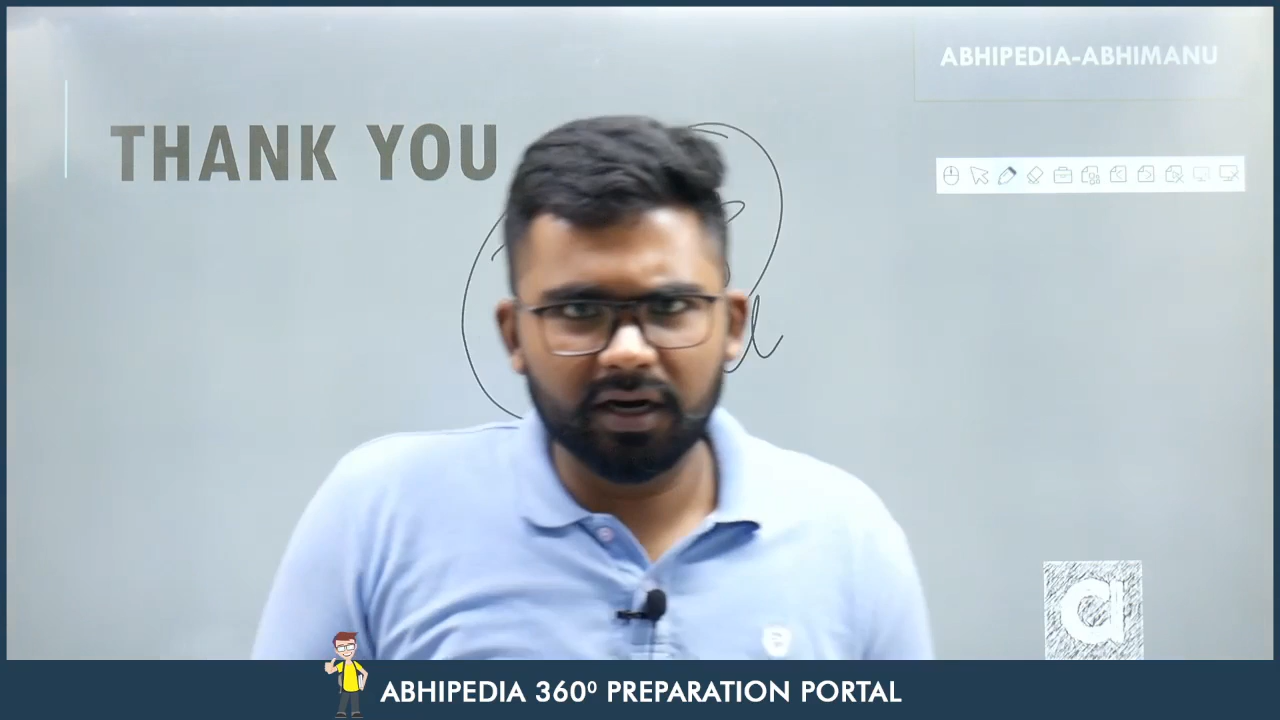 ABHIPEDIA-ABHIMANU
THANK YOU
ABHIPEDIA 360⁰ PREPARATION PORTAL